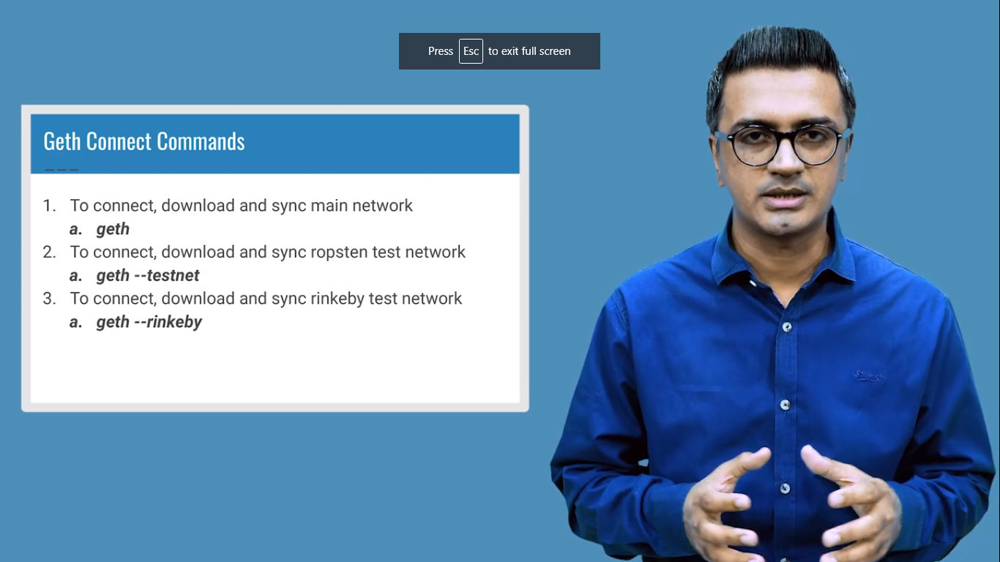 Press Esc to exit full screen
Geth Connect Commands
1. To connect, download and sync main network
a. geth
2. To connect, download and sync ropsten test network
a. geth --testnet
3. To connect, download and sync rinkeby test network
a. geth --rinkeby